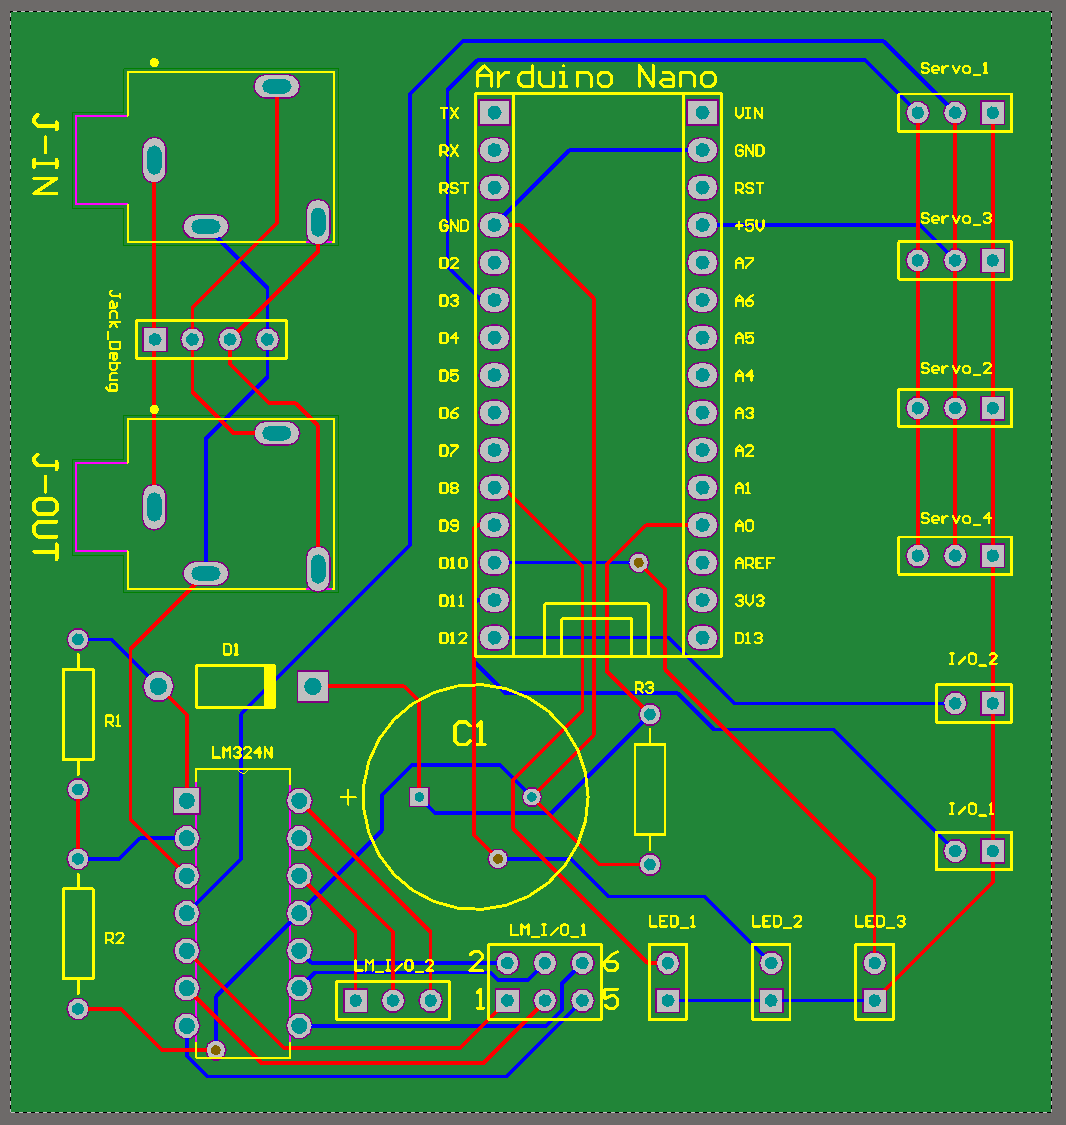 Arduino Nano
Servo_1
J-IN
TX
VIN
RX
GND
RST
RST
GND
+5V
Servo_3
D2
A7
D3
A6
Jack_Debug
D4
A5
D5
A4
Servo_2
D6
A3
D7
A2
J-OUT
D8
A1
D9
A0
Servo_4
D10
AREF
D11
3V3
D12
D13
D1
I/O_2
R3
R1
C1
LM324N
+
I/O_1
R2
LM_I/O_1
LED_1
LED_2
LED_3
LM_I/O_2
2
6
1
5